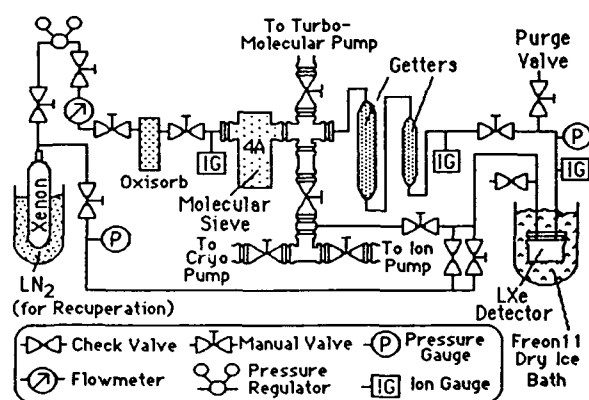 To Turbo-
Molecular Pump
Purge
Valve
Getters
4A
IG
Oxisorb
Molecular
Sieve
IG
P
IG
Xenon
P
To
Cryo
Pump
To Ion
Pump
LN2
(for Recuperation)
LXe
Detector
Freon11
Dry Ice
Bath
Check Valve
Manual Valve
P
Pressure
Gauge
Flowmeter
Pressure
Regulator
IG
Ion Gauge